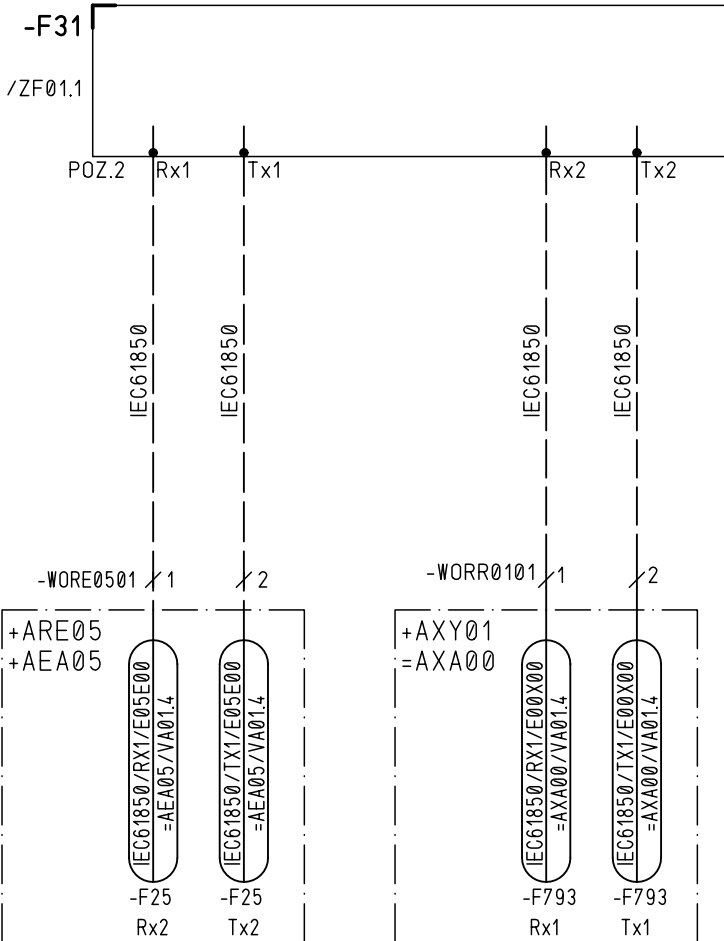 -F31
/ZF01.1
POZ.2
Rx1
Tx1
Rx2
Tx2
IEC61850
IEC61850
IEC61850
IEC61850
-WORE0501
1
2
-WORR0101
1
2
+ARE05
+AEA05
+AXY01
=AXA00
IEC61850/RX1/E05E00
=AEA05/VA01.4
IEC61850/TX1/E05E00
=AEA05/VA01.4
IEC61850/RX1/E00X00
=AXA00/VA01.4
IEC61850/TX1/E00X00
=AXA00/VA01.4
-F25
Rx2
-F25
Tx2
-F793
Rx1
-F793
Tx1